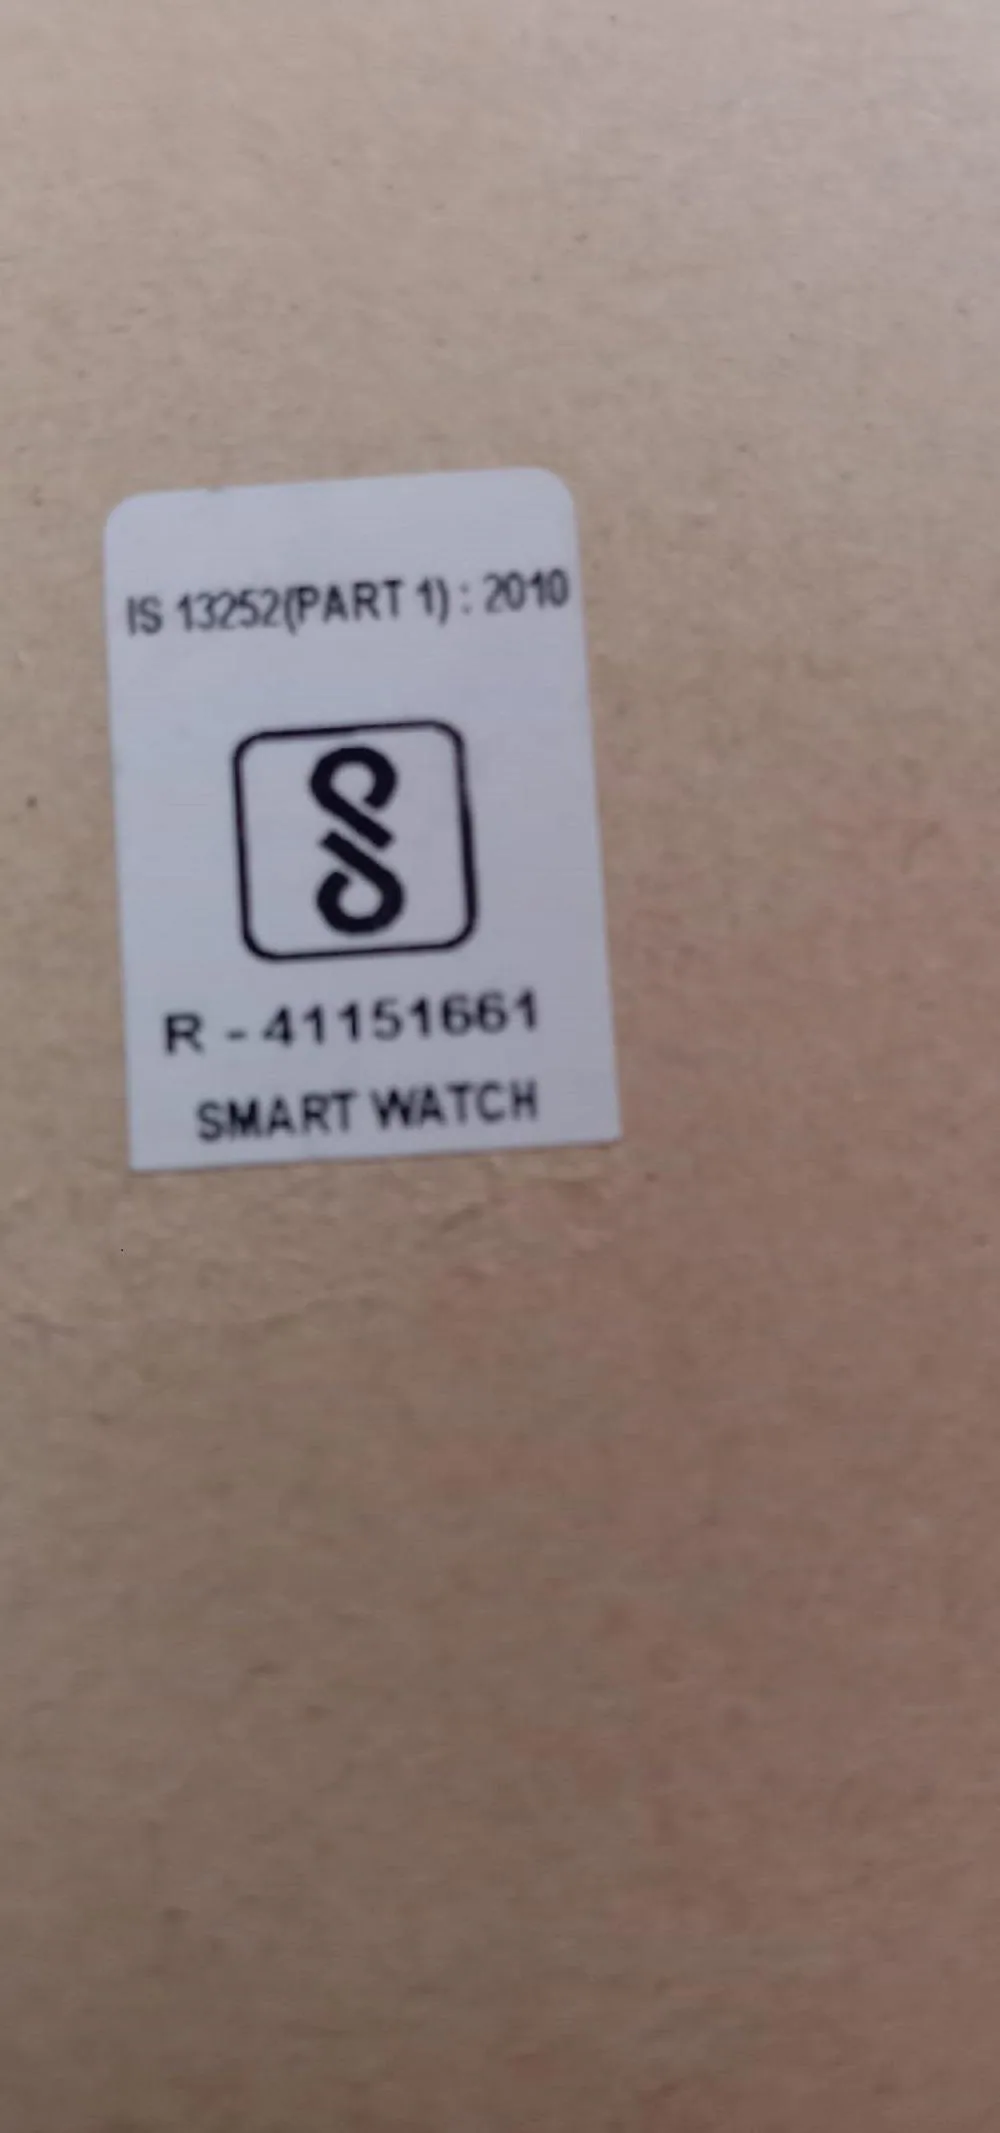 IS 13252(PART 1) : 2010
R - 41151661
SMART WATCH